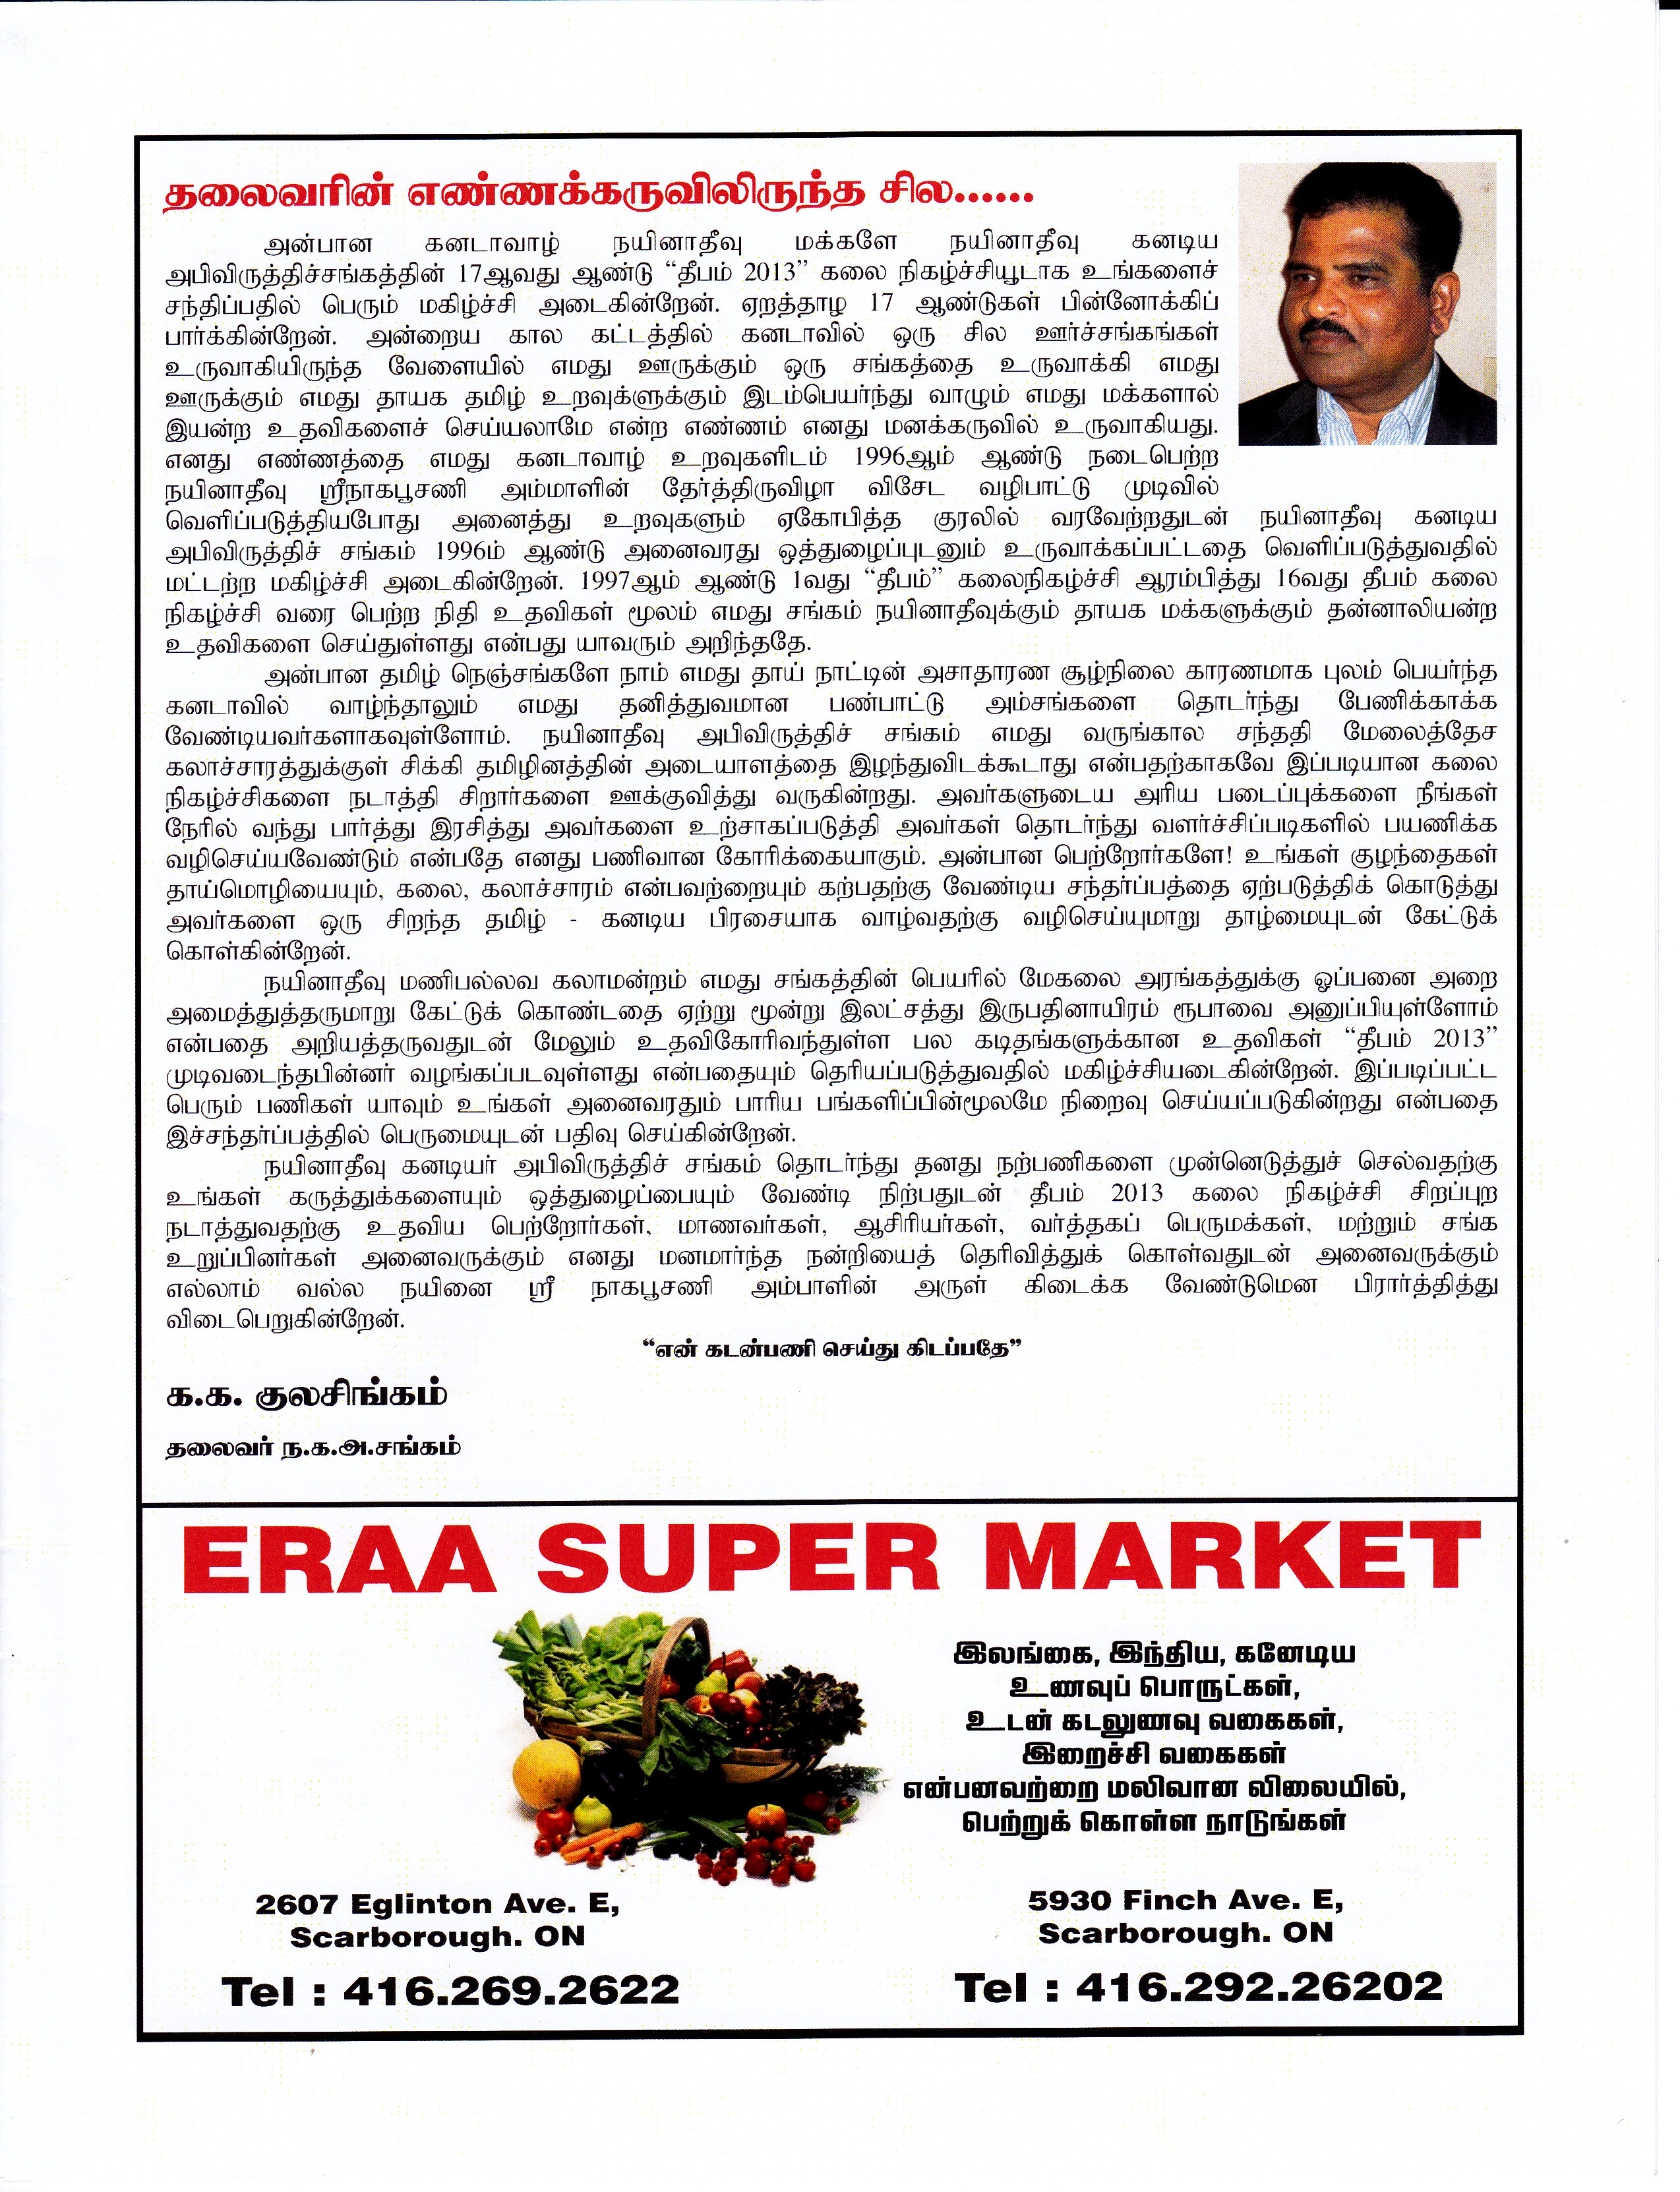 தலைவரின் எண்ணக்கருவிலிருந்த சில......
அன்பான கனடாவாழ் நயினாதீவு மக்களே நயினாதீவு கனடிய
அபிவிருத்திச்சங்கத்தின் 17ஆவது ஆண்டு “தீபம் 2013” கலை நிகழ்ச்சியூடாக உங்களைச்
சந்திப்பதில் பெரும் மகிழ்ச்சி அடைகின்றேன். ஏறத்தாழ 17 ஆண்டுகள் பின்னோக்கிப்
பார்க்கின்றேன். அன்றைய கால கட்டத்தில் கனடாவில் ஒரு சில ஊர்ச்சங்கங்கள்
உருவாகியிருந்த வேளையில் எமது ஊருக்கும் ஒரு சங்கத்தை உருவாக்கி எமது
ஊருக்கும் எமது தாயக தமிழ் உறவுக்ளுக்கும் இடம்பெயர்ந்து வாழும் எமது மக்களால்
இயன்ற உதவிகளைச் செய்யலாமே என்ற எண்ணம் எனது மனக்கருவில் உருவாகியது.
எனது எண்ணத்தை எமது கனடாவாழ் உறவுகளிடம் 1996ஆம் ஆண்டு நடைபெற்ற
நயினாதீவு ஸ்ரீநாகபூசணி அம்மாளின் தேர்த்திருவிழா விசேட வழிபாட்டு முடிவில்
வெளிப்படுத்தியபோது அனைத்து உறவுகளும் ஏகோபித்த குரலில் வரவேற்றதுடன் நயினாதீவு கனடிய
அபிவிருத்திச் சங்கம் 1996ம் ஆண்டு அனைவரது ஒத்துழைப்புடனும் உருவாக்கப்பட்டதை வெளிப்படுத்துவதில்
மட்டற்ற மகிழ்ச்சி அடைகின்றேன். 1997ஆம் ஆண்டு 1வது “தீபம்” கலைநிகழ்ச்சி ஆரம்பித்து 16வது தீபம் கலை
நிகழ்ச்சி வரை பெற்ற நிதி உதவிகள் மூலம் எமது சங்கம் நயினாதீவுக்கும் தாயக மக்களுக்கும் தன்னாலியன்ற
உதவிகளை செய்துள்ளது என்பது யாவரும் அறிந்ததே.
அன்பான தமிழ் நெஞ்சங்களே நாம் எமது தாய் நாட்டின் அசாதாரண சூழ்நிலை காரணமாக புலம் பெயர்ந்த
கனடாவில் வாழ்ந்தாலும் எமது தனித்துவமான பண்பாட்டு அம்சங்களை தொடர்ந்து பேணிக்காக்க
வேண்டியவர்களாகவுள்ளோம். நயினாதீவு அபிவிருத்திச் சங்கம் எமது வருங்கால சந்ததி மேலைத்தேச
கலாச்சாரத்துக்குள் சிக்கி தமிழினத்தின் அடையாளத்தை இழந்துவிடக்கூடாது என்பதற்காகவே இப்படியான கலை
நிகழ்ச்சிகளை நடாத்தி சிறார்களை ஊக்குவித்து வருகின்றது. அவர்களுடைய அரிய படைப்புக்களை நீங்கள்
நேரில் வந்து பார்த்து இரசித்து அவர்களை உற்சாகப்படுத்தி அவர்கள் தொடர்ந்து வளர்ச்சிப்படிகளில் பயணிக்க
வழிசெய்யவேண்டும் என்பதே எனது பணிவான கோரிக்கையாகும். அன்பான பெற்றோர்களே! உங்கள் குழந்தைகள்
தாய்மொழியையும், கலை, கலாச்சாரம் என்பவற்றையும் கற்பதற்கு வேண்டிய சந்தர்ப்பத்தை ஏற்படுத்திக் கொடுத்து
அவர்களை ஒரு சிறந்த தமிழ் - கனடிய பிரசையாக வாழ்வதற்கு வழிசெய்யுமாறு தாழ்மையுடன் கேட்டுக்
கொள்கின்றேன்.
நயினாதீவு மணிபல்லவ கலாமன்றம் எமது சங்கத்தின் பெயரில் மேகலை அரங்கத்துக்கு ஓப்பனை அறை
அமைத்துத்தருமாறு கேட்டுக் கொண்டதை ஏற்று மூன்று இலட்சத்து இருபதினாயிரம் ரூபாவை அனுப்பியுள்ளோம்
என்பதை அறியத்தருவதுடன் மேலும் உதவிகோரிவந்துள்ள பல கடிதங்களுக்கான உதவிகள் “தீபம் 2013”
முடிவடைந்தபின்னர் வழங்கப்படவுள்ளது என்பதையும் தெரியப்படுத்துவதில் மகிழ்ச்சியடைகின்றேன். இப்படிப்பட்ட
பெரும் பணிகள் யாவும் உங்கள் அனைவரதும் பாரிய பங்களிப்பின்மூலமே நிறைவு செய்யப்படுகின்றது என்பதை
இச்சந்தர்ப்பத்தில் பெருமையுடன் பதிவு செய்கின்றேன்.
நயினாதீவு கனடியர் அபிவிருத்திச் சங்கம் தொடர்ந்து தனது நற்பணிகளை முன்னெடுத்துச் செல்வதற்கு
உங்கள் கருத்துக்களையும் ஒத்துழைப்பையும் வேண்டி நிற்பதுடன் தீபம் 2013 கலை நிகழ்ச்சி சிறப்புற
நடாத்துவதற்கு உதவிய பெற்றோர்கள், மாணவர்கள், ஆசிரியர்கள், வர்த்தகப் பெருமக்கள், மற்றும் சங்க
உறுப்பினர்கள் அனைவருக்கும் எனது மனமார்ந்த நன்றியைத் தெரிவித்துக் கொள்வதுடன் அனைவருக்கும்
எல்லாம் வல்ல நயினை ஸ்ரீ நாகபூசணி அம்பாளின் அருள் கிடைக்க வேண்டுமென பிரார்த்தித்து
விடைபெறுகின்றேன்.
“என் கடன்பணி செய்து கிடப்பதே”
க.க. குலசிங்கம்
தலைவர் ந.க.அ.சங்கம்
ERAA SUPER MARKET
இலங்கை, இந்திய, கனேடிய
உணவுப் பொருட்கள்,
உடன் கடலுணவு வகைகள்,
இறைச்சி வகைகள்
என்பனவற்றை மலிவான விலையில்,
பெற்றுக் கொள்ள நாடுங்கள்
2607 Eglinton Ave. E,
Scarborough. ON
Tel : 416.269.2622
5930 Finch Ave. E,
Scarborough. ON
Tel : 416.292.26202